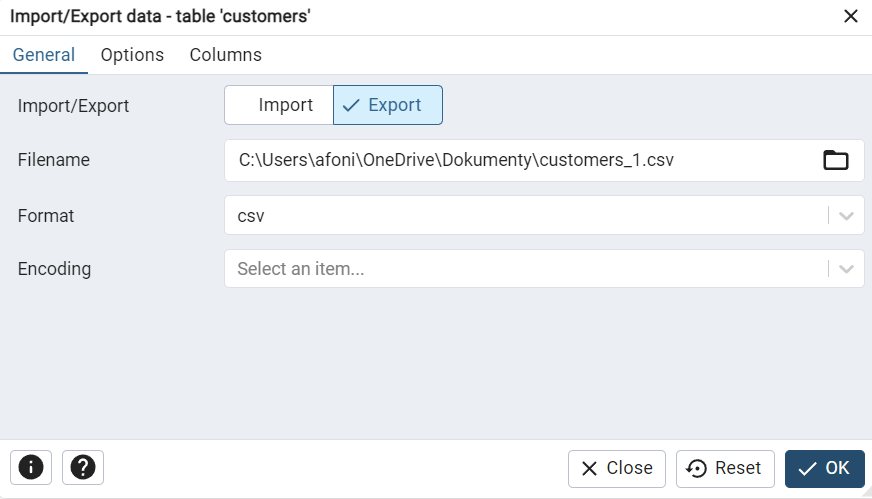 Import/Export data - table 'customers'
General Options Columns
Import/Export Import Export
Filename C:\Users\afoni\OneDrive\Dokumenty\customers_1.csv
Format csv
Encoding Select an item...
Close Reset OK